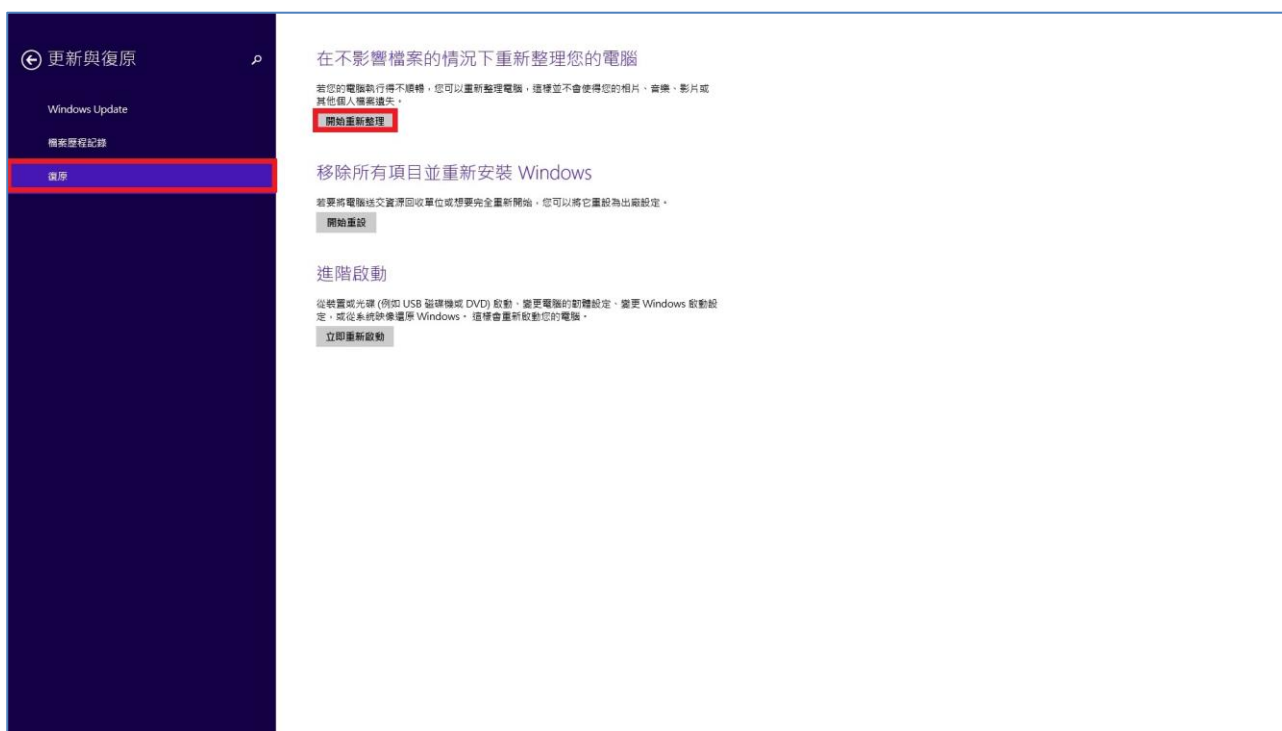 更新與復原
Windows Update
檔案歷程記錄
復原
在不影響檔案的情況下重新整理您的電腦
若您的電腦執行得不順暢，您可以重新整理電腦，這樣並不會使得您的相片、音樂、影片或
其他個人檔案遺失。
開始重新整理
移除所有項目並重新安裝 Windows
若要將電腦送交資源回收單位或想要完全重新開始，您可以將它重設為出廠設定。
開始重設
進階啟動
從裝置或光碟 (例如 USB 磁碟機或 DVD) 啟動、變更電腦的韌體設定、變更 Windows 啟動設
定，或從系統映像還原 Windows。這樣會重新啟動您的電腦。
立即重新啟動